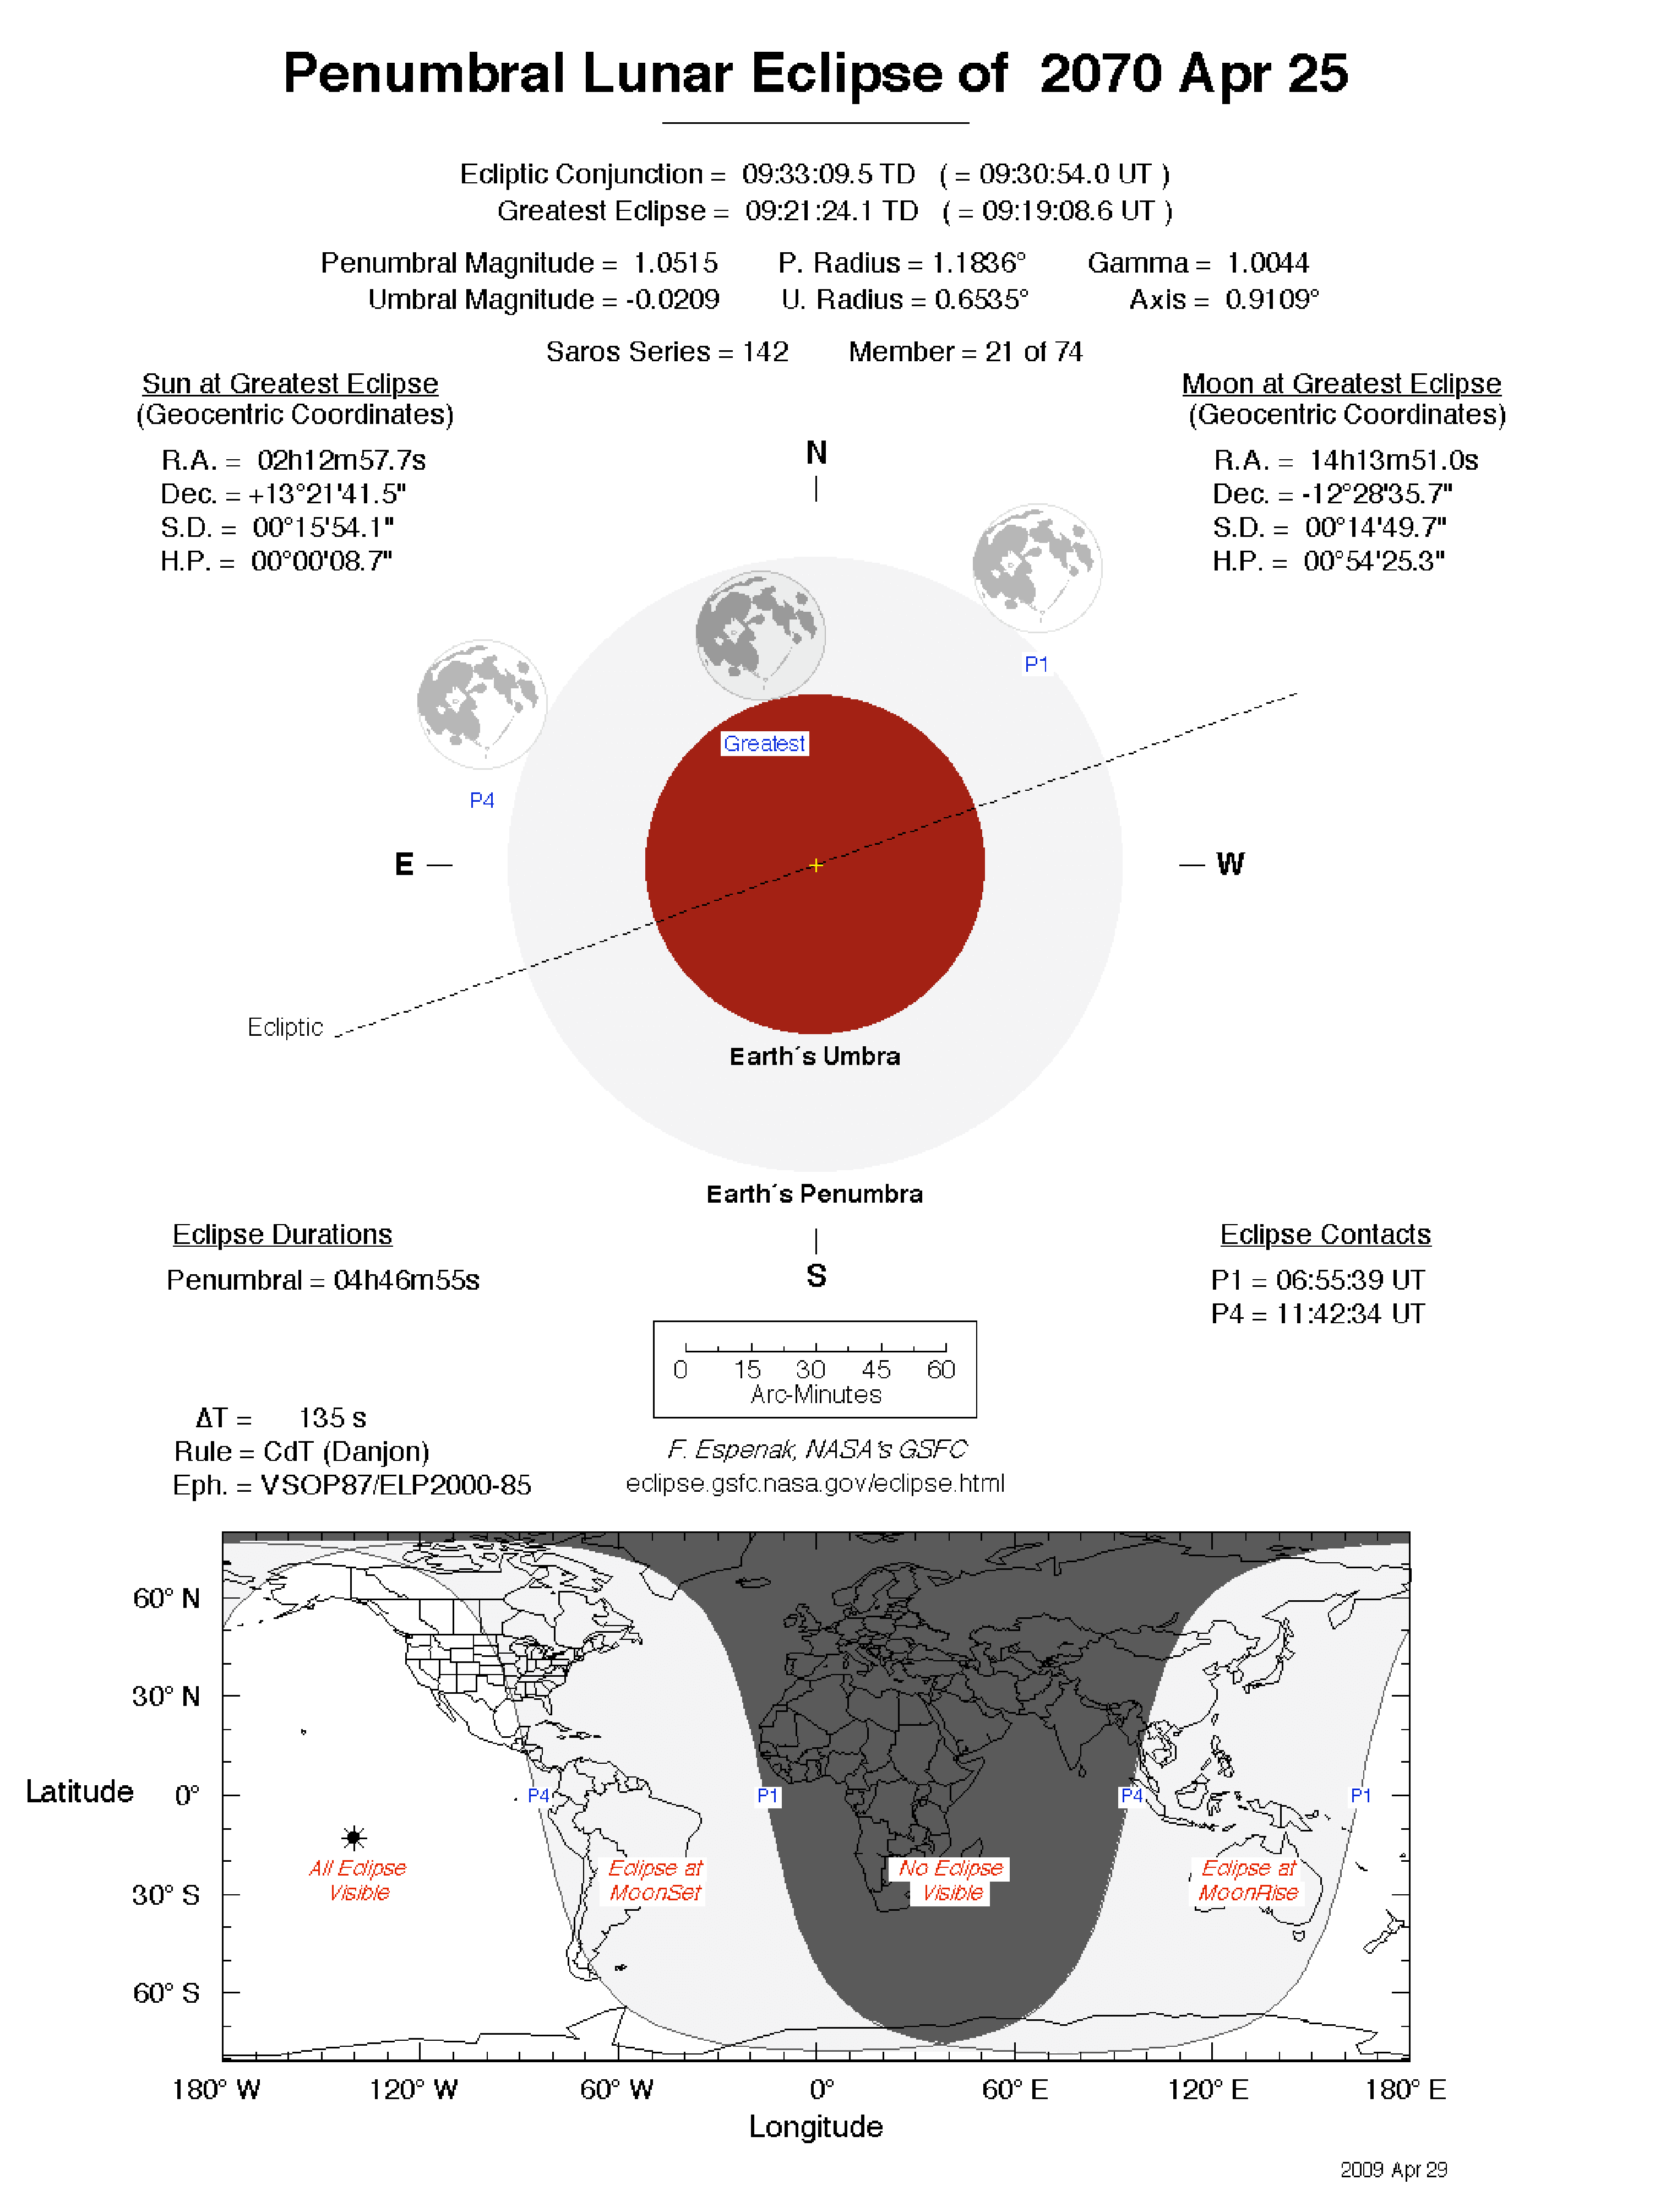 Penumbral Lunar Eclipse of 2070 Apr 25
Ecliptic Conjunction = 09:33:09.5 TD ( = 09:30:54.0 UT )
Greatest Eclipse = 09:21:24.1 TD ( = 09:19:08.6 UT )
Penumbral Magnitude = 1.0515 P. Radius = 1.1836° Gamma = 1.0044
Umbral Magnitude = -0.0209 U. Radius = 0.6535° Axis = 0.9109°
Saros Series = 142 Member = 21 of 74
Sun at Greatest Eclipse
(Geocentric Coordinates)
R.A. = 02h12m57.7s
Dec. = +13°21'41.5"
S.D. = 00°15'54.1"
H.P. = 00°00'08.7"
Moon at Greatest Eclipse
(Geocentric Coordinates)
R.A. = 14h13m51.0s
Dec. = -12°28'35.7"
S.D. = 00°14'49.7"
H.P. = 00°54'25.3"
N
P1
Greatest
P4
E
W
Ecliptic
Earth´s Umbra
Earth´s Penumbra
S
Eclipse Durations
Penumbral = 04h46m55s
Eclipse Contacts
P1 = 06:55:39 UT
P4 = 11:42:34 UT
0 15 30 45 60
Arc-Minutes
ΔT = 135 s
Rule = CdT (Danjon)
Eph. = VSOP87/ELP2000-85
F. Espenak, NASA's GSFC
eclipse.gsfc.nasa.gov/eclipse.html
60° N
30° N
Latitude 0°
30° S
60° S
P4 P1 P4 P1
All Eclipse
Visible
Eclipse at
MoonSet
No Eclipse
Visible
Eclipse at
MoonRise
180° W 120° W 60° W 0° 60° E 120° E 180° E
Longitude
2009 Apr 29